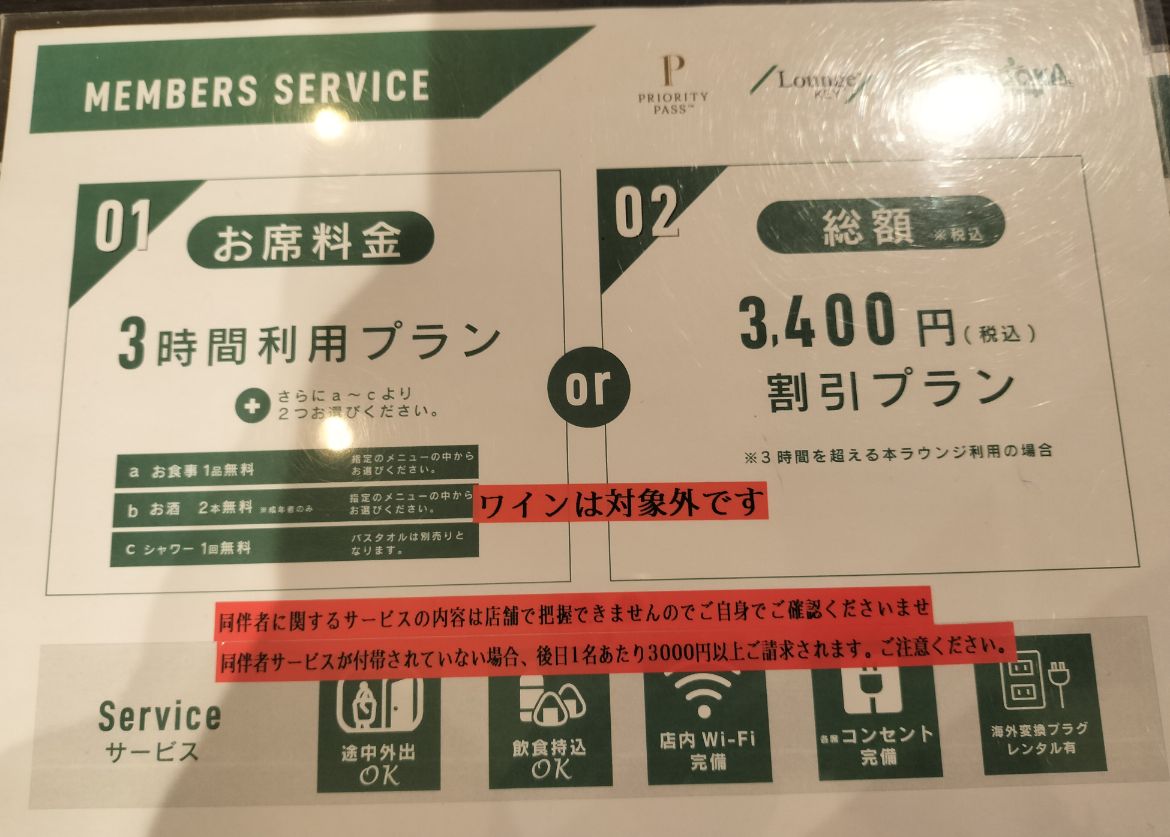 MEMBERS SERVICE
P
PRIORITY
PASS™
Lounge
KEY
01
お席料金
3時間利用プラン
+
さらにa～cより
2つお選びください。
a お食事 1品無料
指定のメニューの中から
お選びください。
b お酒 2本無料 ※成年者のみ
指定のメニューの中から
お選びください。
c シャワー 1回無料
バスタオルは別売りと
なります。
or
02
総額 ※税込
3,400円(税込)
割引プラン
※3時間を超える本ラウンジ利用の場合
ワインは対象外です
同伴者に関するサービスの内容は店舗で把握できませんのでご自身でご確認くださいませ
同伴者サービスが付帯されていない場合、後日1名あたり3000円以上ご請求されます。ご注意ください。
Service
サービス
途中外出
OK
飲食持込
OK
店内 Wi-Fi
完備
各席 コンセント
完備
海外変換プラグ
レンタル有